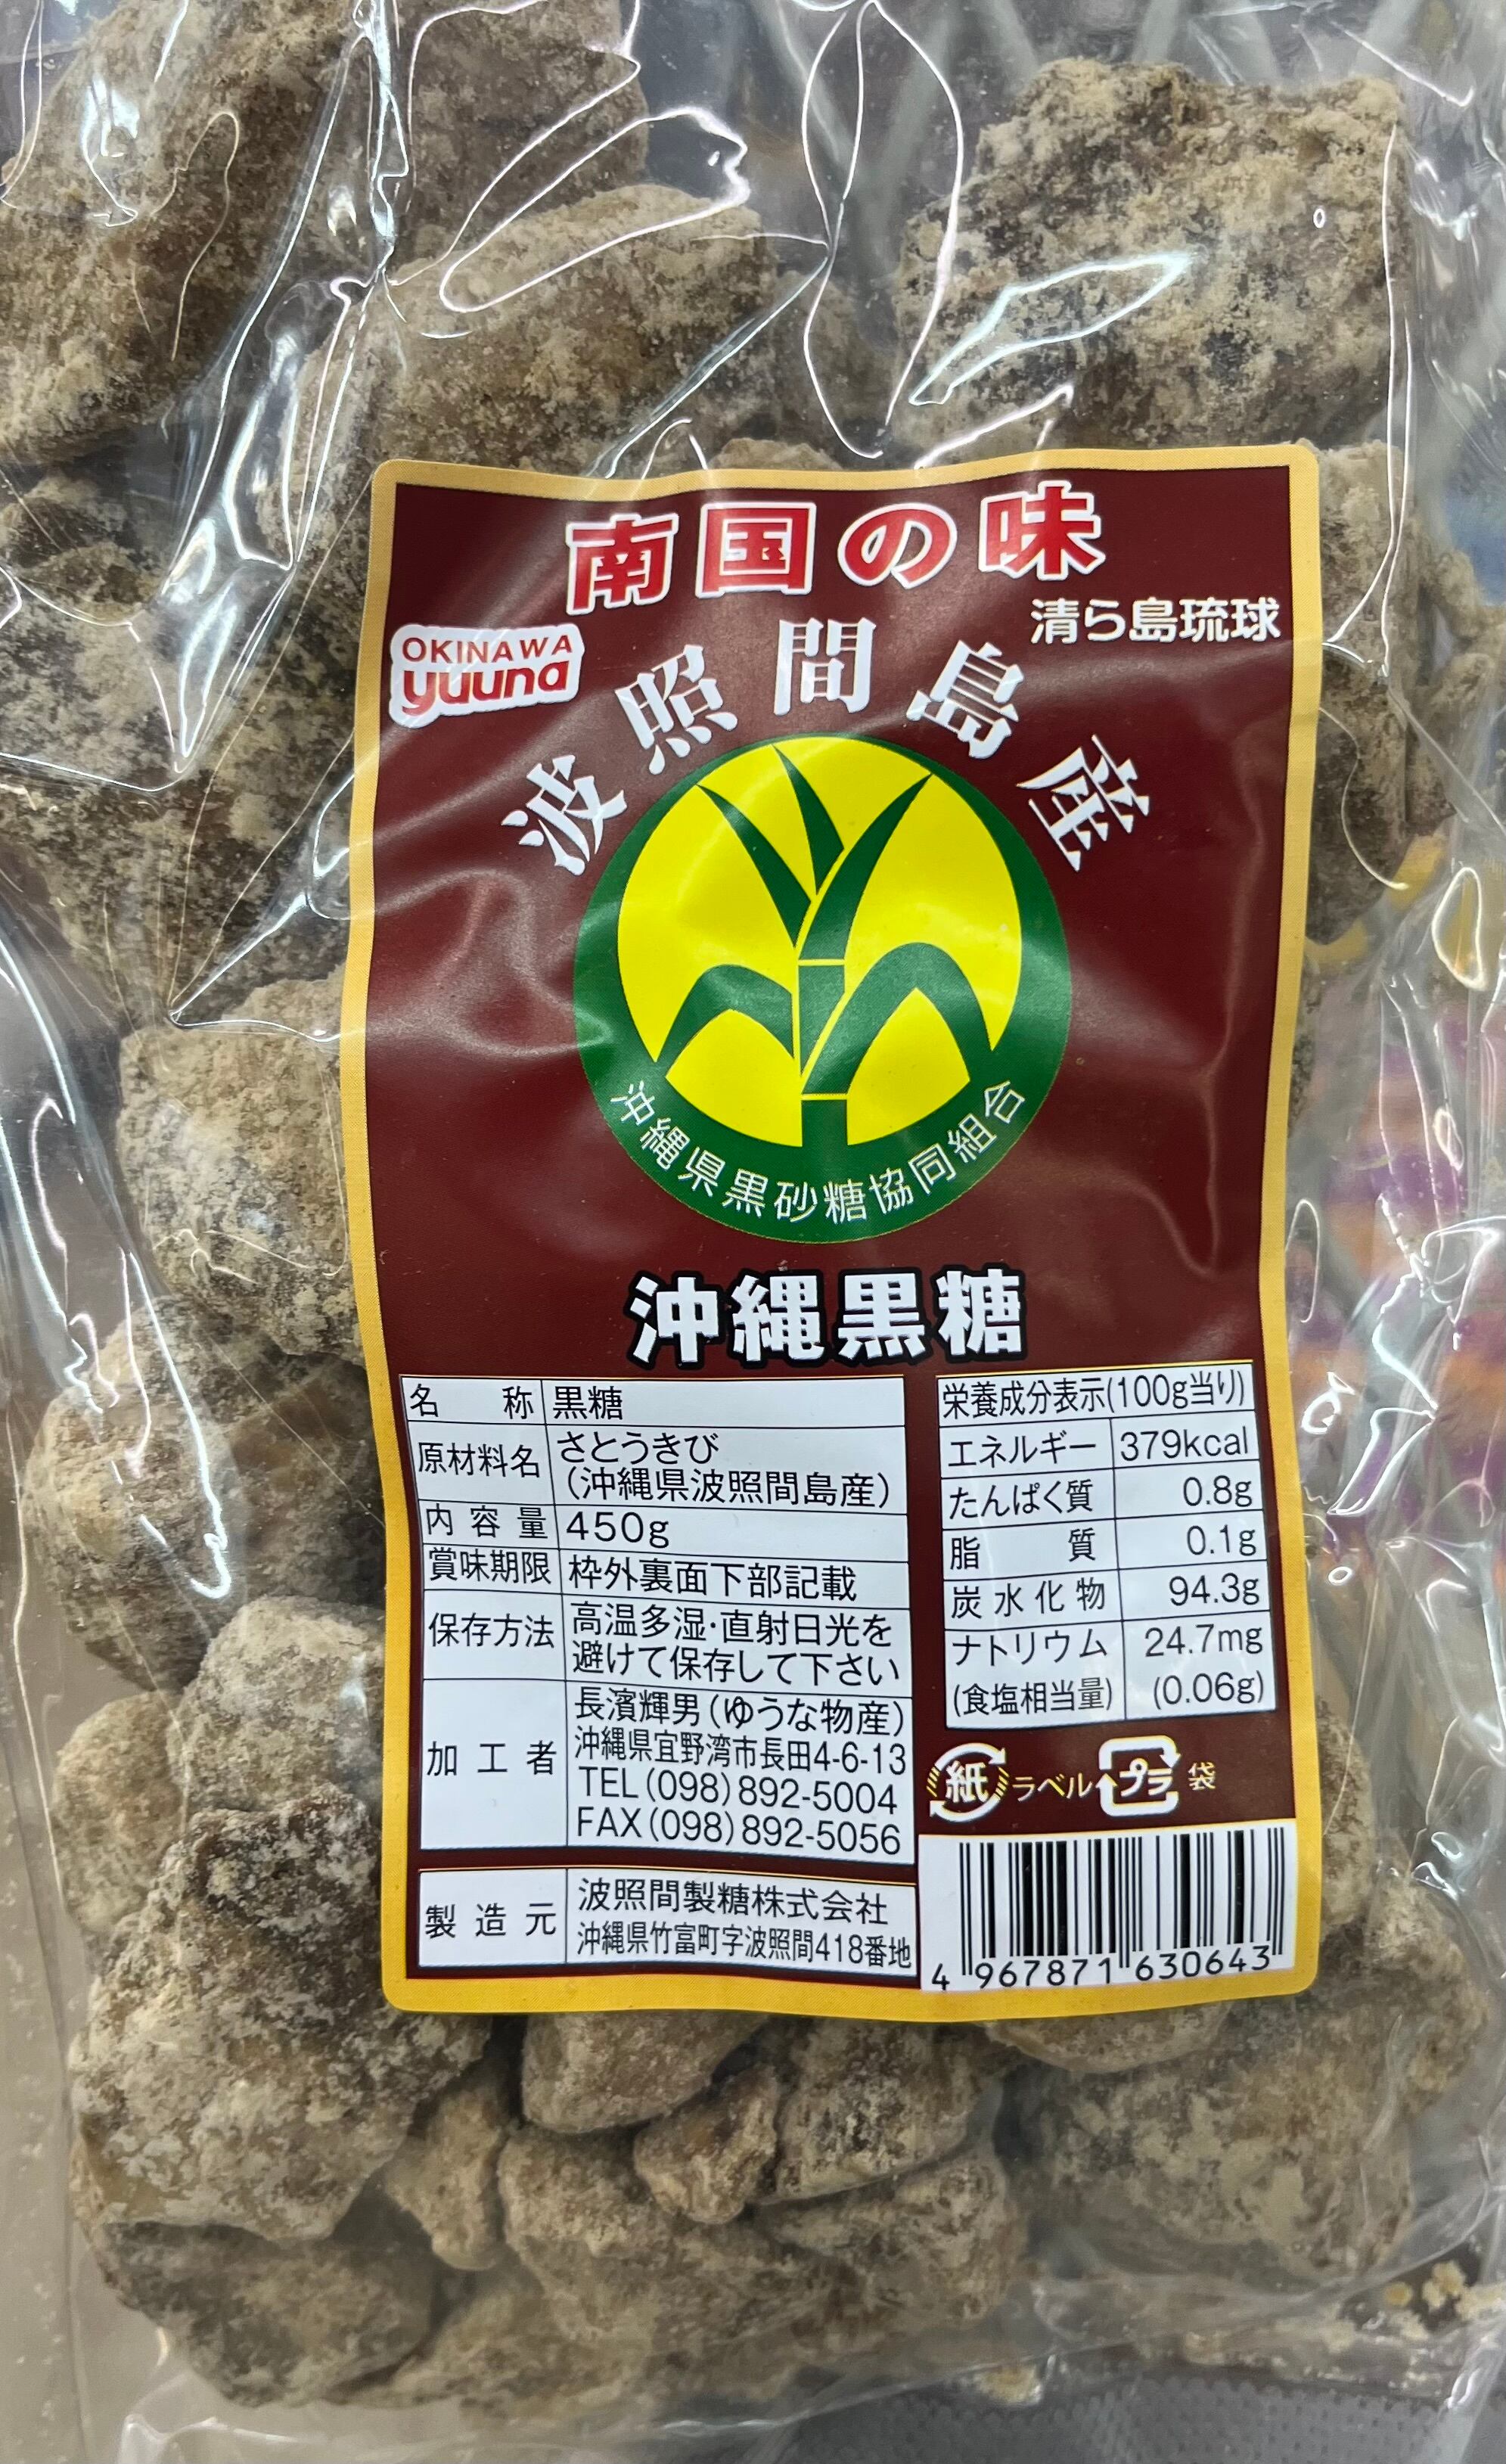 南国の味
清ら島琉球
OKINAWA
yuuna
波照間島産
沖縄県黒砂糖協同組合
沖縄黒糖
名称 黒糖
原材料名 さとうきび
(沖縄県波照間島産)
内容量 450g
賞味期限 枠外裏面下部記載
保存方法 高温多湿・直射日光を
避けて保存して下さい
加工者 長濱輝男(ゆうな物産)
沖縄県宜野湾市長田4-6-13
TEL(098)892-5004
FAX(098)892-5056
製造元 波照間製糖株式会社
沖縄県竹富町字波照間418番地
栄養成分表示(100g当り)
エネルギー 379kcal
たんぱく質 0.8g
脂質 0.1g
炭水化物 94.3g
ナトリウム 24.7mg
(食塩相当量) (0.06g)
紙 ラベル プラ 袋
4 967871 630643